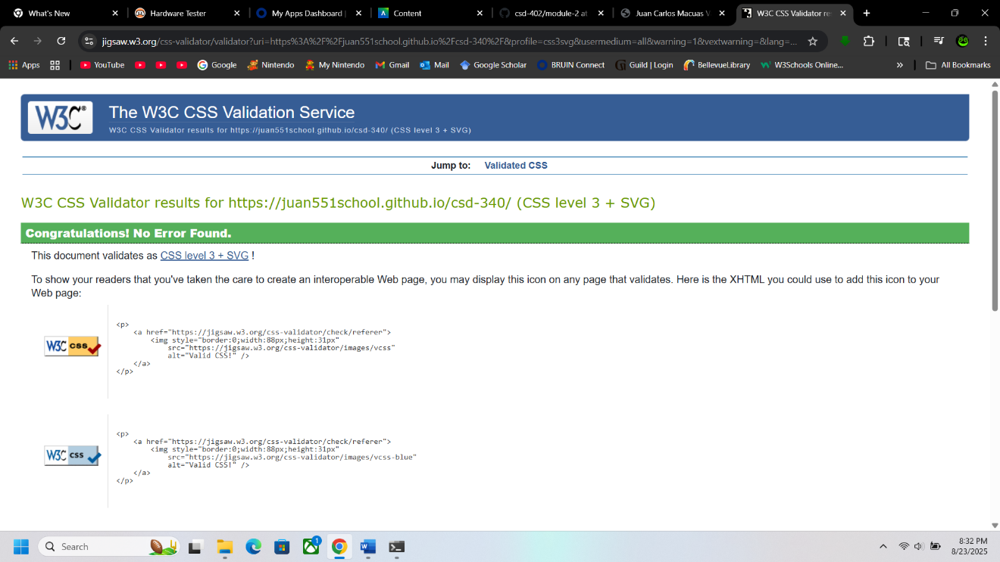 What's New
Hardware Tester
My Apps Dashboard |
Content
csd-402/module-2 at
Juan Carlos Macuas V
W3C CSS Validator re
jigsaw.w3.org/css-validator/validator?uri=https%3A%2F%2Fjuan551school.github.io%2Fcsd-340%2F&profile=css3svg&usermedium=all&warning=1&vextwarning=&lang=...
Apps
YouTube
Google
Nintendo
My Nintendo
Gmail
Mail
Google Scholar
BRUIN Connect
Guild | Login
BellevueLibrary
W3Schools Online...
»
All Bookmarks
W3C®
The W3C CSS Validation Service
W3C CSS Validator results for https://juan551school.github.io/csd-340/ (CSS level 3 + SVG)
Jump to: Validated CSS
W3C CSS Validator results for https://juan551school.github.io/csd-340/ (CSS level 3 + SVG)
Congratulations! No Error Found.
This document validates as CSS level 3 + SVG !
To show your readers that you've taken the care to create an interoperable Web page, you may display this icon on any page that validates. Here is the XHTML you could use to add this icon to your
Web page:
W3C css
<p>
<a href="https://jigsaw.w3.org/css-validator/check/referer">
<img style="border:0;width:88px;height:31px"
src="https://jigsaw.w3.org/css-validator/images/vcss"
alt="Valid CSS!" />
</a>
</p>
W3C css
<p>
<a href="https://jigsaw.w3.org/css-validator/check/referer">
<img style="border:0;width:88px;height:31px"
src="https://jigsaw.w3.org/css-validator/images/vcss-blue"
alt="Valid CSS!" />
</a>
</p>
Search
1
8:32 PM
8/23/2025